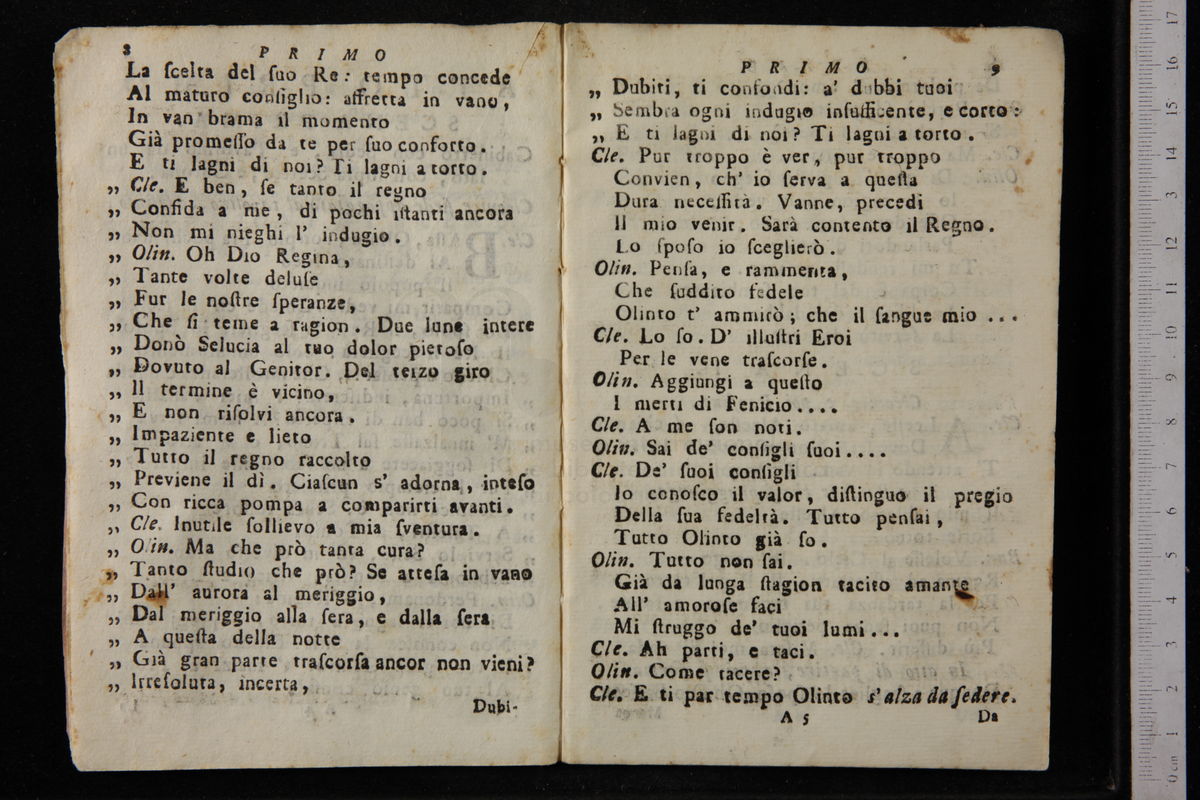 8 PRIMO
La ſcelta del ſuo Re: tempo concede
Al maturo conſiglio: affretta in vano,
In van brama il momento
Già promeſſo da te per ſuo conforto.
E ti lagni di noi? Ti lagni a torto.
„ Cle. E ben, ſe tanto il regno
„ Confida a me, di pochi iſtanti ancora
„ Non mi nieghi l' indugio.
„ Olin. Oh Dio Regina,
„ Tante volte deluſe
„ Fur le noſtre ſperanze,
„ Che ſi teme a ragion. Due lune intere
„ Donò Selucia al tuo dolor pietoſo
„ Dovuto al Genitor. Del terzo giro
„ Il termine è vicino,
„ E non riſolvi ancora.
„ Impaziente e lieto
„ Tutto il regno raccolto
„ Previene il dì. Ciaſcun s' adorna, inteſo
„ Con ricca pompa a comparirti avanti.
„ Cle. Inutile ſollievo a mia ſventura.
„ Olin. Ma che prò tanta cura?
„ Tanto ſtudio che prò? Se atteſa in vano
„ Dall' aurora al meriggio,
„ Dal meriggio alla ſera, e dalla ſera
„ A queſta della notte
„ Già gran parte traſcorſa ancor non vieni?
„ Irreſoluta, incerta,
Dubi-
PRIMO 9
„ Dubiti, ti confondi: a' dubbi tuoi
„ Sembra ogni indugio inſufficente, e corto:
„ E ti lagni di noi? Ti lagni a torto.
Cle. Pur troppo è ver, pur troppo
Convien, ch' io ſerva a queſta
Dura neceſſità. Vanne, precedi
Il mio venir. Sarà contento il Regno.
Lo ſpoſo io ſceglierò.
Olin. Penſa, e rammenta,
Che ſuddito fedele
Olinto t' ammirò; che il ſangue mio ...
Cle. Lo ſo. D' illuſtri Eroi
Per le vene traſcorſe.
Olin. Aggiungi a queſto
I merti di Fenicio....
Cle. A me ſon noti.
Olin. Sai de' conſigli ſuoi....
Cle. De' ſuoi conſigli
Io conoſco il valor, diſtinguo il pregio
Della ſua fedeltà. Tutto penſai,
Tutto Olinto già ſo.
Olin. Tutto non ſai.
Già da lunga ſtagion tacito amante
All' amoroſe faci
Mi ſtruggo de' tuoi lumi...
Cle. Ah parti, e taci.
Olin. Come tacere?
Cle. E ti par tempo Olinto s'alza da ſedere.
A 5 Da